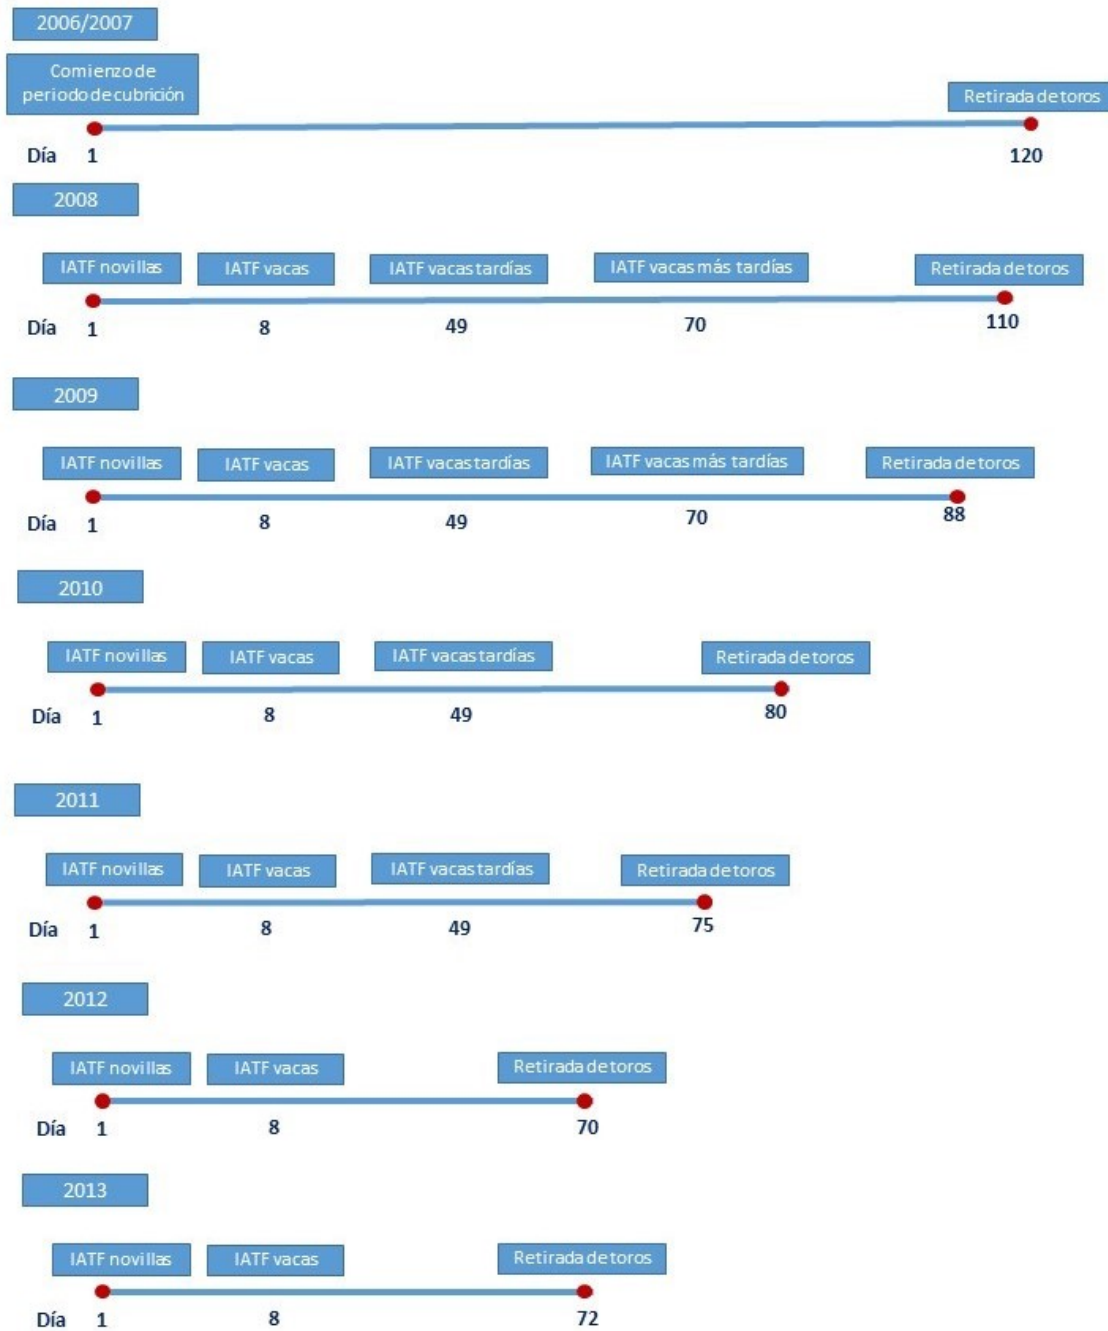 2006/2007
Comienzo de
periodo de cubrición
Retirada de toros
Día 1 120
2008
IATF novillas IATF vacas IATF vacas tardías IATF vacas más tardías Retirada de toros
Día 1 8 49 70 110
2009
IATF novillas IATF vacas IATF vacas tardías IATF vacas más tardías Retirada de toros
Día 1 8 49 70 88
2010
IATF novillas IATF vacas IATF vacas tardías Retirada de toros
Día 1 8 49 80
2011
IATF novillas IATF vacas IATF vacas tardías Retirada de toros
Día 1 8 49 75
2012
IATF novillas IATF vacas Retirada de toros
Día 1 8 70
2013
IATF novillas IATF vacas Retirada de toros
Día 1 8 72